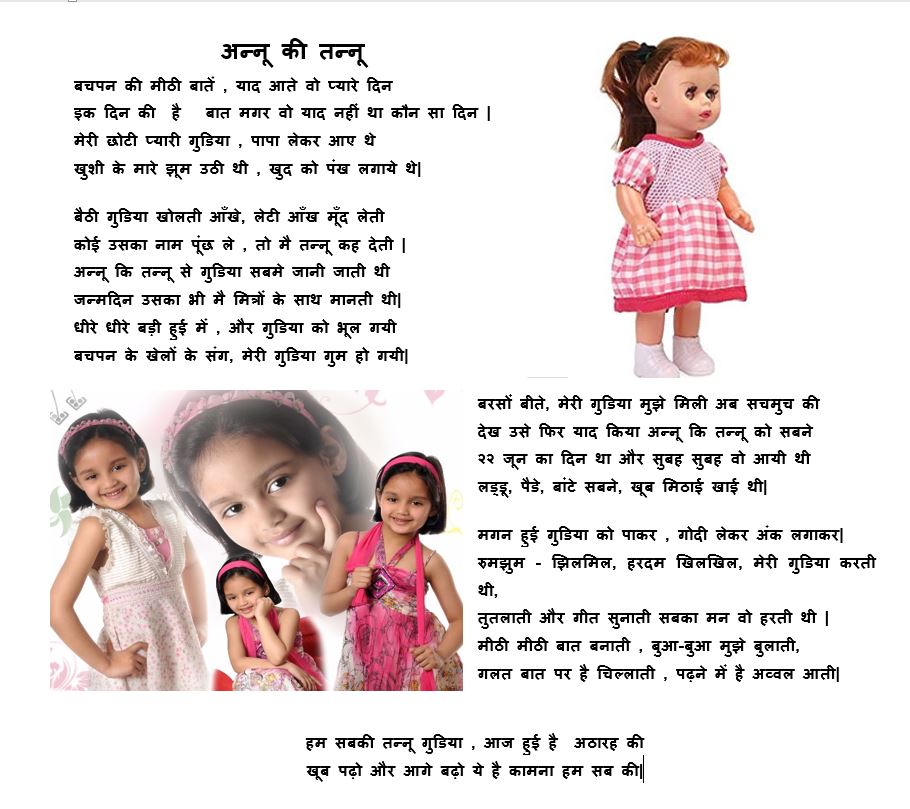 अन्नू की तन्नू
बचपन की मीठी बातें , याद आते वो प्यारे दिन
इक दिन की है बात मगर वो याद नहीं था कौन सा दिन |
मेरी छोटी प्यारी गुडिया , पापा लेकर आए थे
खुशी के मारे झूम उठी थी , खुद को पंख लगाये थे|
बैठी गुडिया खोलती आँखे, लेटी आँख मूँद लेती
कोई उसका नाम पूंछ ले , तो मै तन्नू कह देती |
अन्नू कि तन्नू से गुडिया सबमे जानी जाती थी
जन्मदिन उसका भी मै मित्रों के साथ मानती थी|
धीरे धीरे बड़ी हुई में , और गुडिया को भूल गयी
बचपन के खेलों के संग, मेरी गुडिया गुम हो गयी|
बरसों बीते, मेरी गुडिया मुझे मिली अब सचमुच की
देख उसे फिर याद किया अन्नू कि तन्नू को सबने
२२ जून का दिन था और सुबह सुबह वो आयी थी
लड्डू, पैडे, बांटे सबने, खूब मिठाई खाई थी|
मगन हुई गुडिया को पाकर , गोदी लेकर अंक लगाकर|
रुमझुम - झिलमिल, हरदम खिलखिल, मेरी गुडिया करती
थी,
तुतलाती और गीत सुनाती सबका मन वो हरती थी |
मीठी मीठी बात बनाती , बुआ-बुआ मुझे बुलाती,
गलत बात पर है चिल्लाती , पढ़ने में है अव्वल आती|
हम सबकी तन्नू गुडिया , आज हुई है अठारह की
खूब पढ़ो और आगे बढ़ो ये है कामना हम सब की|